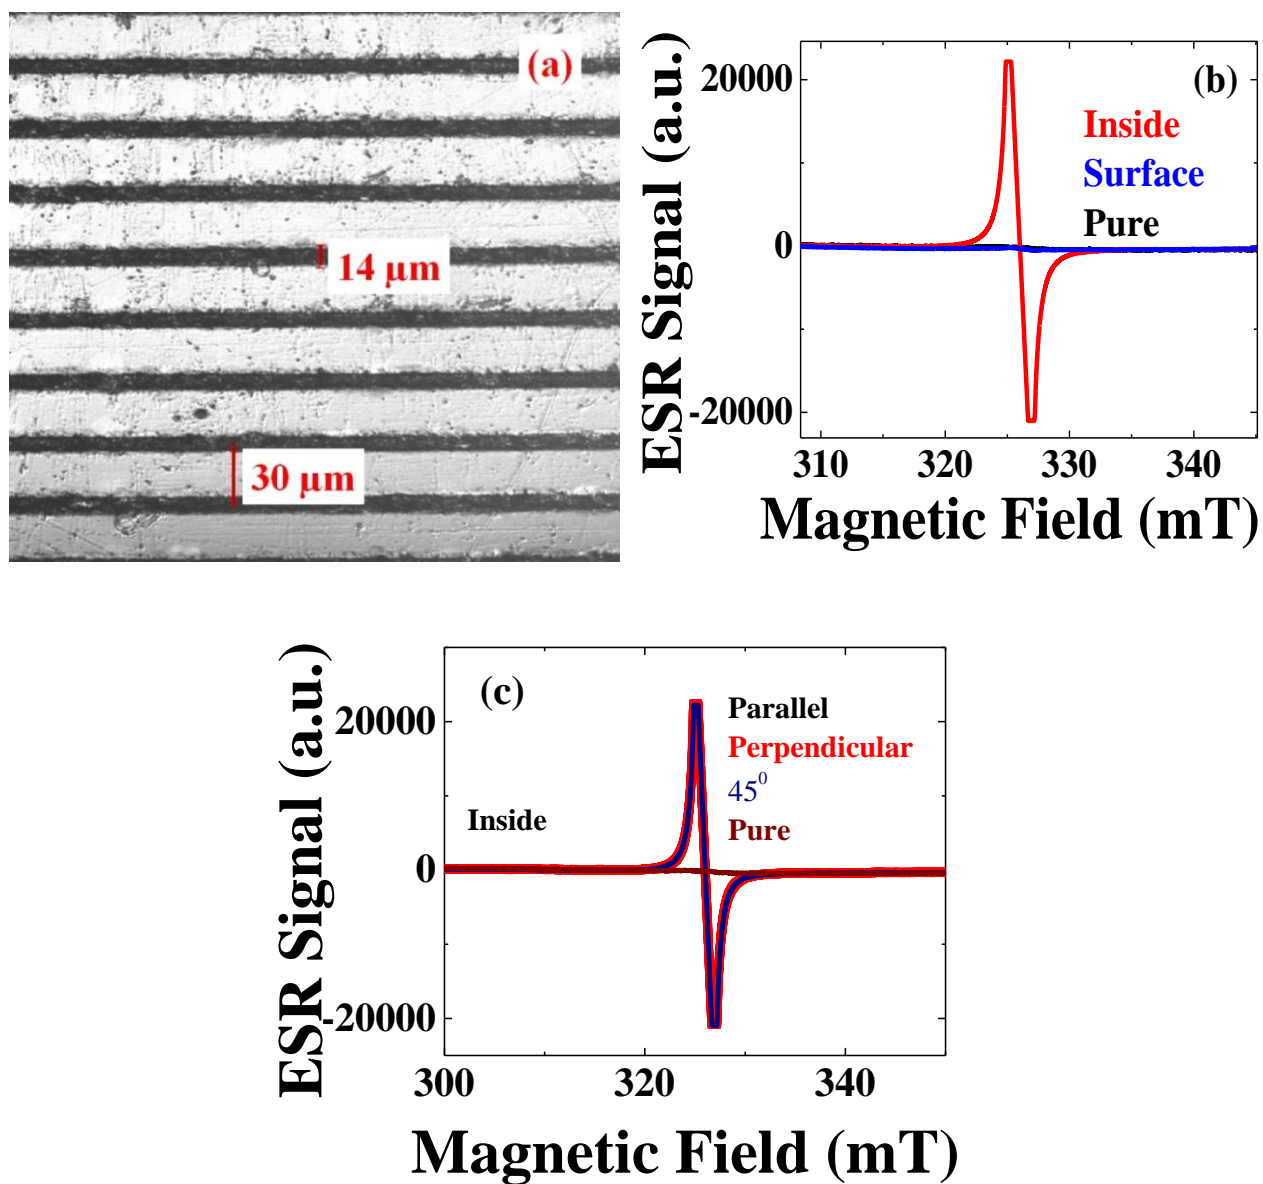 (a)
14 µm
30 µm
(b)
Inside
Surface
Pure
20000
0
-20000
ESR Signal (a.u.)
310 320 330 340
Magnetic Field (mT)
(c)
Parallel
Perpendicular
45⁰
Pure
Inside
20000
0
-20000
ESR Signal (a.u.)
300 320 340
Magnetic Field (mT)